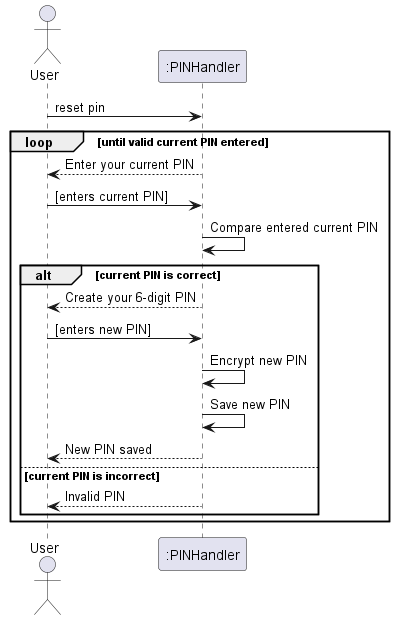 User
:PINHandler
reset pin
loop [until valid current PIN entered]
Enter your current PIN
[enters current PIN]
Compare entered current PIN
alt [current PIN is correct]
Create your 6-digit PIN
[enters new PIN]
Encrypt new PIN
Save new PIN
New PIN saved
[current PIN is incorrect]
Invalid PIN
User
:PINHandler